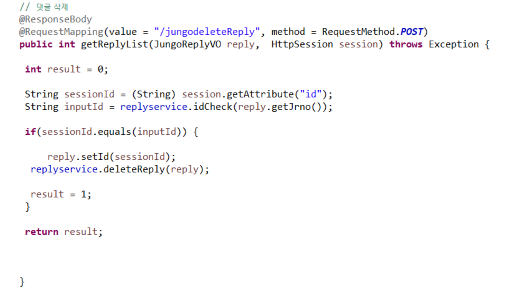 // 댓글 삭제
@ResponseBody
@RequestMapping(value = "/jungodeleteReply", method = RequestMethod.POST)
public int getReplyList(JungoReplyVO reply,  HttpSession session) throws Exception {
int result = 0;
String sessionId = (String) session.getAttribute("id");
String inputId = replyservice.idCheck(reply.getJrno());
if(sessionId.equals(inputId)) {
reply.setId(sessionId);
replyservice.deleteReply(reply);
result = 1;
}
return result;
}